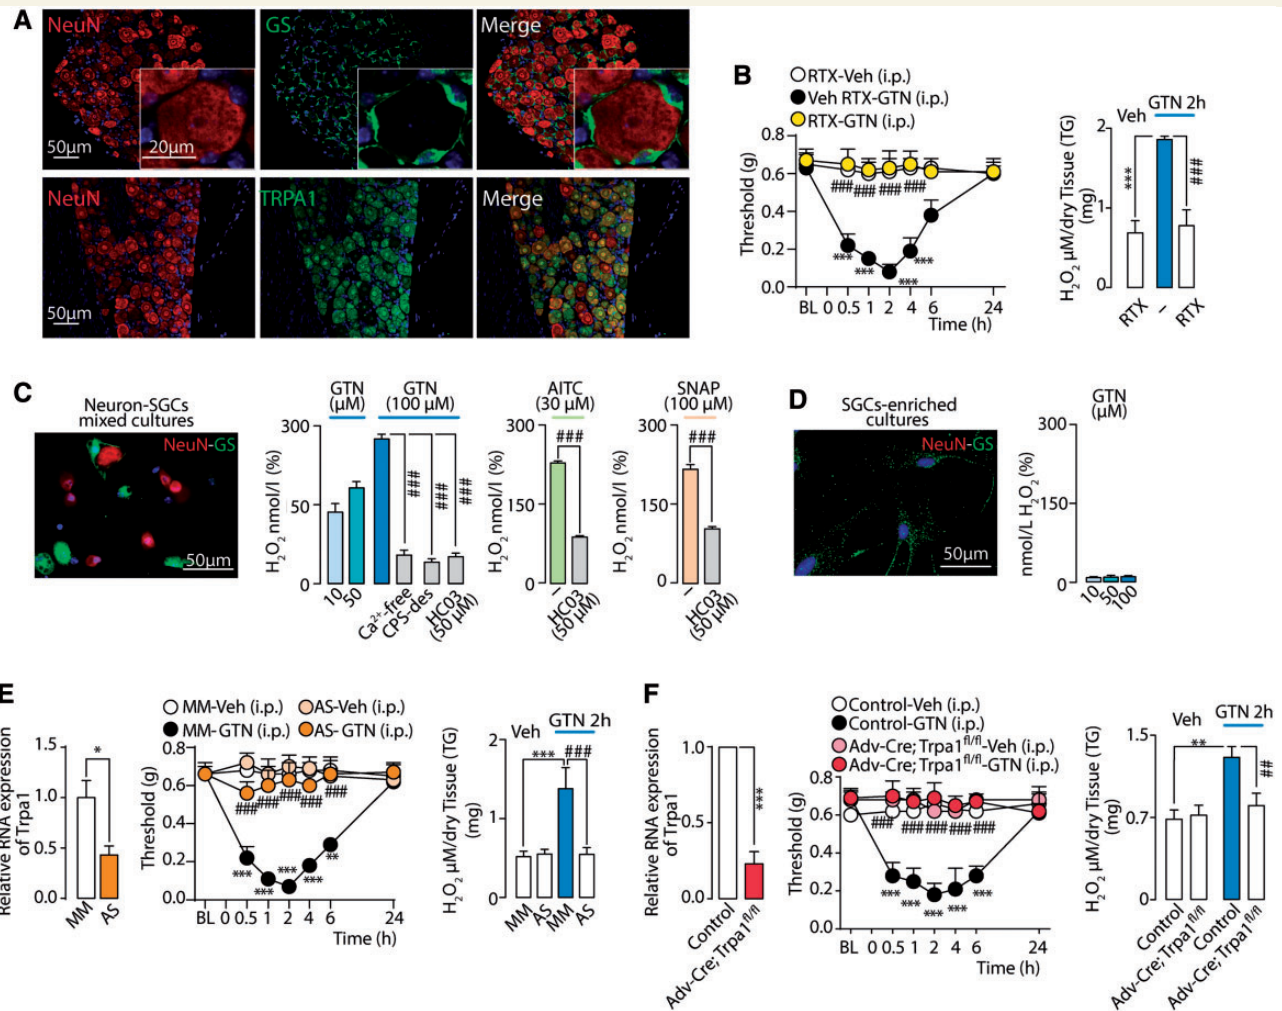 A
NeuN
GS
Merge
50µm
20µm
NeuN
TRPA1
Merge
50µm
B
RTX-Veh (i.p.)
Veh RTX-GTN (i.p.)
RTX-GTN (i.p.)
Threshold (g)
0.8
0.6
0.4
0.2
0.0
### ### ### ###
*** *** *** ***
BL 0 0.5 1 2 4 6 24
Time (h)
Veh GTN 2h
H₂O₂ µM/dry Tissue (TG)
(mg)
2
1
0
*** ###
RTX – RTX
C
Neuron-SGCs
mixed cultures
NeuN-GS
50µm
GTN
(µM)
GTN
(100 µM)
H₂O₂ nmol/l (%)
300
50
0
### ### ###
10
50
Ca²⁺-free
CPS-des
HC03
(50 µM)
AITC
(30 µM)
H₂O₂ nmol/l (%)
300
150
0
###
–
HC03
(50 µM)
SNAP
(100 µM)
H₂O₂ nmol/l (%)
300
150
0
###
–
HC03
(50 µM)
D
SGCs-enriched
cultures
NeuN-GS
50µm
GTN
(µM)
nmol/L H₂O₂ (%)
300
150
0
10
50
100
E
Relative RNA expression
of Trpa1
1.5
1.0
0.5
0.0
*
MM AS
MM-Veh (i.p.) AS-Veh (i.p.)
MM-GTN (i.p.) AS- GTN (i.p.)
Threshold (g)
0.8
0.6
0.4
0.2
0.0
### ### ### ### ###
*** *** *** *** **
BL 0 0.5 1 2 4 6 24
Time (h)
Veh GTN 2h
H₂O₂ µM/dry Tissue (TG)
(mg)
2
1
0
*** ###
MM AS MM AS
F
Relative RNA expression
of Trpa1
1.0
0.5
0.0
***
Control
Adv-Cre; Trpa1fl/fl
Control-Veh (i.p.)
Control-GTN (i.p.)
Adv-Cre; Trpa1fl/fl-Veh (i.p.)
Adv-Cre; Trpa1fl/fl-GTN (i.p.)
Threshold (g)
0.8
0.6
0.4
0.2
0.0
### ### ### ### ###
*** *** *** *** ***
BL 0 0.5 1 2 4 6 24
Time (h)
Veh GTN 2h
H₂O₂ µM/dry Tissue (TG)
(mg)
1.5
0.7
0
** ##
Control
Adv-Cre; Trpa1fl/fl
Control
Adv-Cre; Trpa1fl/fl